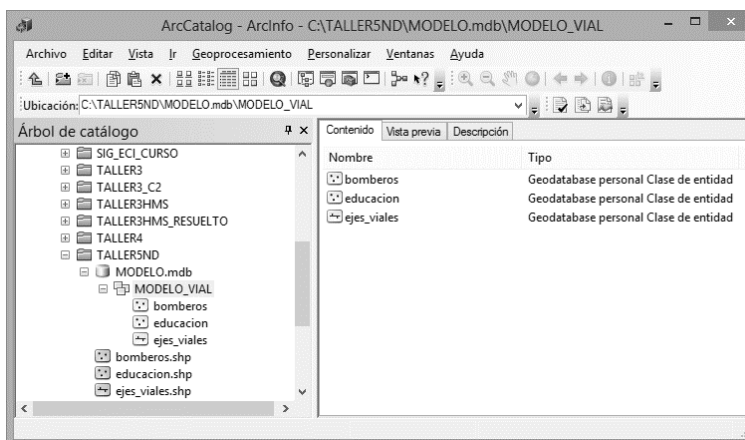 ArcCatalog - ArcInfo - C:\TALLER5ND\MODELO.mdb\MODELO_VIAL
Archivo Editar Vista Ir Geoprocesamiento Personalizar Ventanas Ayuda
Ubicación: C:\TALLER5ND\MODELO.mdb\MODELO_VIAL
Árbol de catálogo
SIG_ECI_CURSO
TALLER3
TALLER3_C2
TALLER3HMS
TALLER3HMS_RESUELTO
TALLER4
TALLER5ND
MODELO.mdb
MODELO_VIAL
bomberos
educacion
ejes_viales
bomberos.shp
educacion.shp
ejes_viales.shp
Contenido Vista previa Descripción
Nombre Tipo
bomberos Geodatabase personal Clase de entidad
educacion Geodatabase personal Clase de entidad
ejes_viales Geodatabase personal Clase de entidad